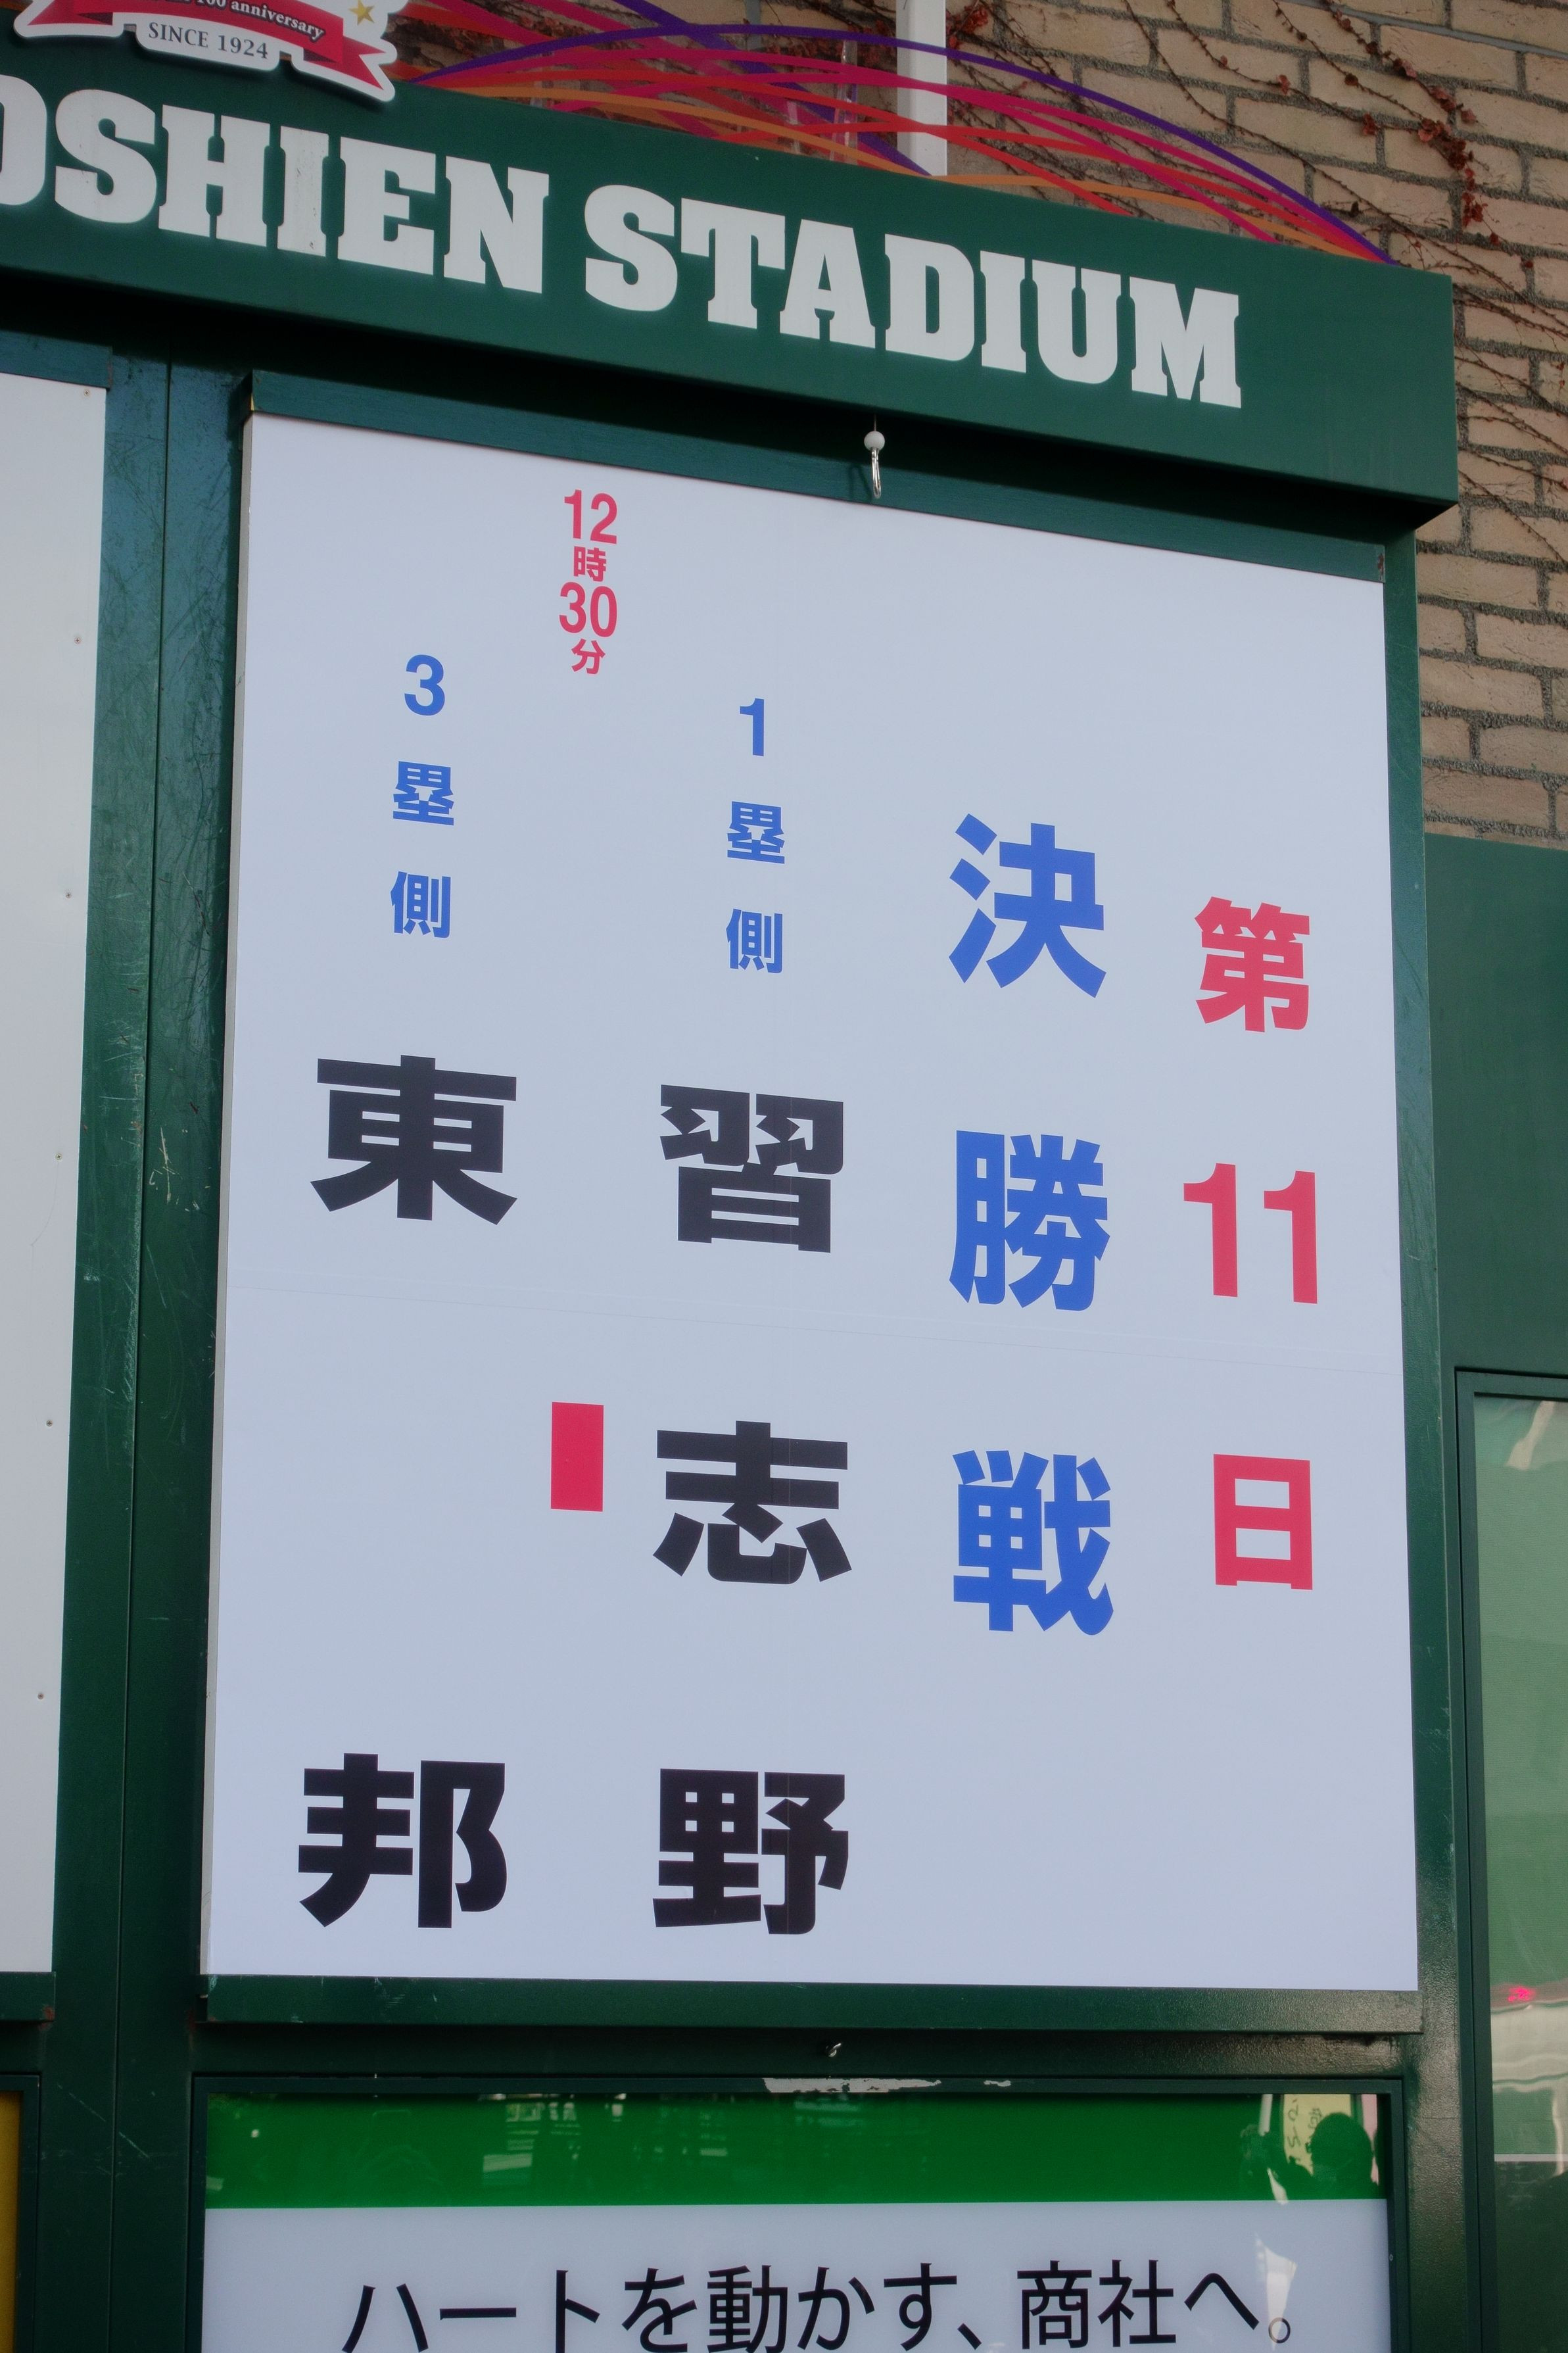 100 anniversary
SINCE 1924
OSHIEN STADIUM
第11日
決勝戦
1塁側
習志野
12時30分
3塁側
東邦
ハートを動かす、商社へ。